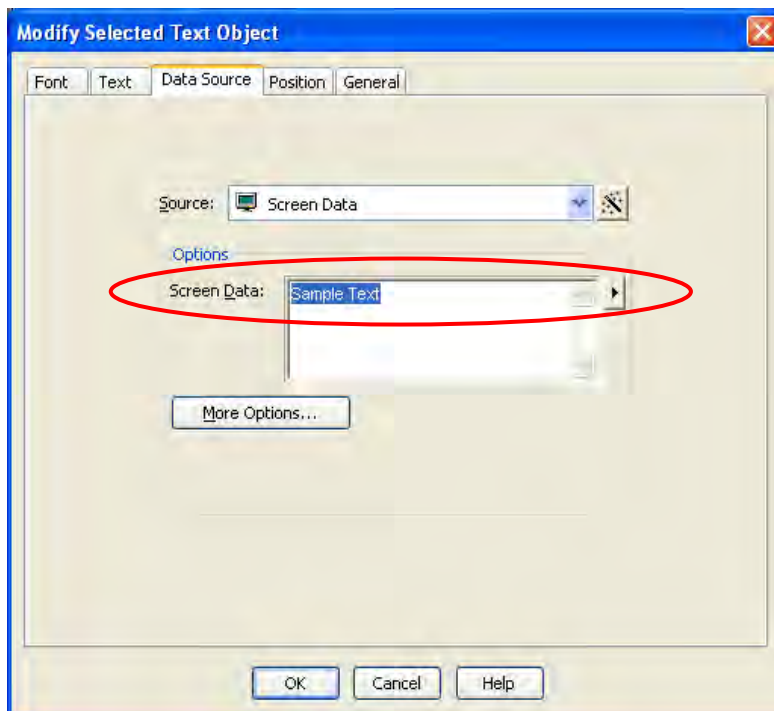 Modify Selected Text Object
Font Text Data Source Position General
Source: Screen Data
Options
Screen Data: Sample Text
More Options...
OK Cancel Help